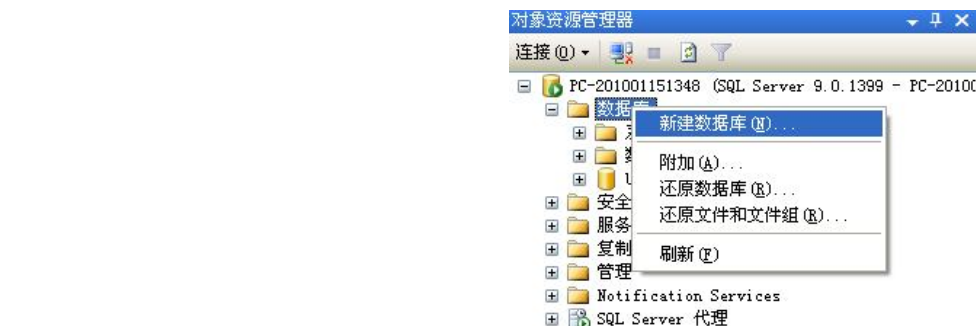 对象资源管理器
连接(O)
PC-201001151348 (SQL Server 9.0.1399 - PC-20100
数据库
新建数据库(N)...
附加(A)...
还原数据库(R)...
还原文件和文件组(R)...
刷新(F)
安全
服务
复制
管理
Notification Services
SQL Server 代理